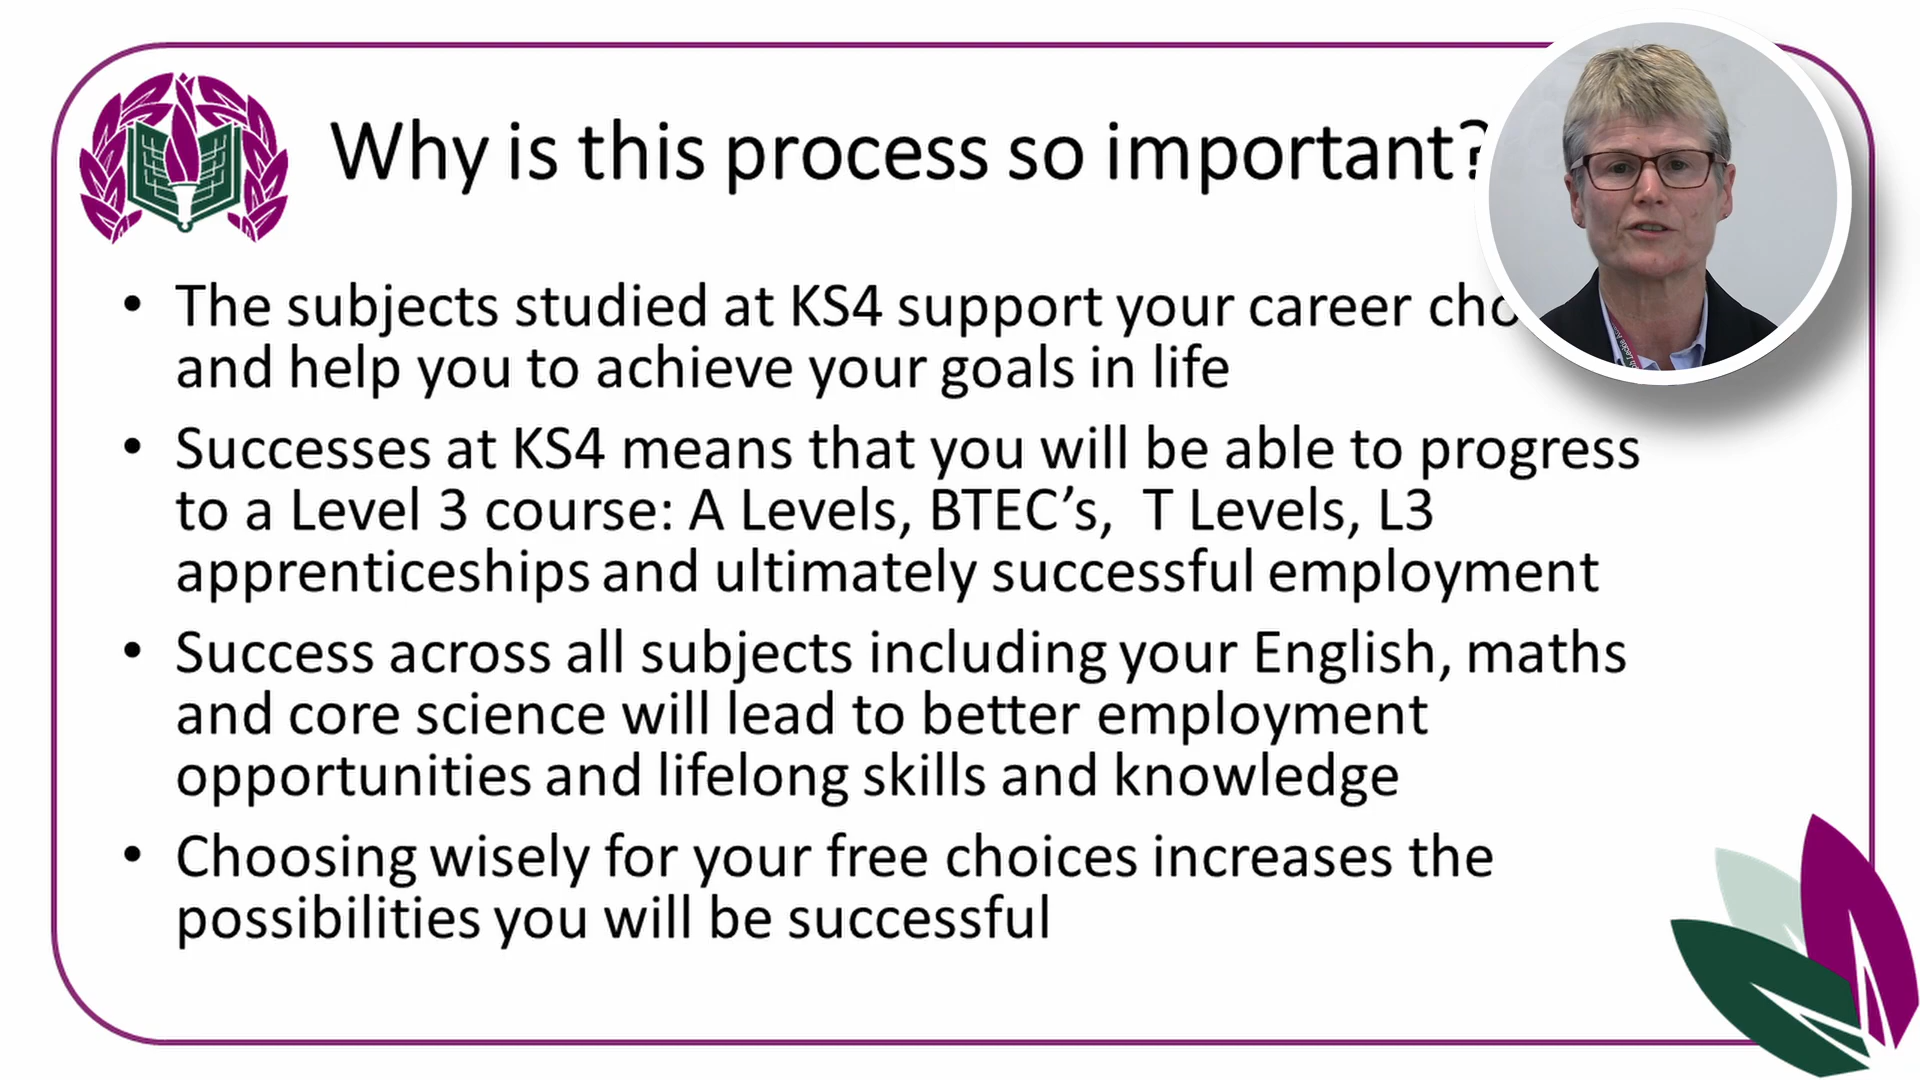 Why is this process so important?
• The subjects studied at KS4 support your career
and help you to achieve your goals in life
• Successes at KS4 means that you will be able to progress
to a Level 3 course: A Levels, BTEC’s, T Levels, L3
apprenticeships and ultimately successful employment
• Success across all subjects including your English, maths
and core science will lead to better employment
opportunities and lifelong skills and knowledge
• Choosing wisely for your free choices increases the
possibilities you will be successful